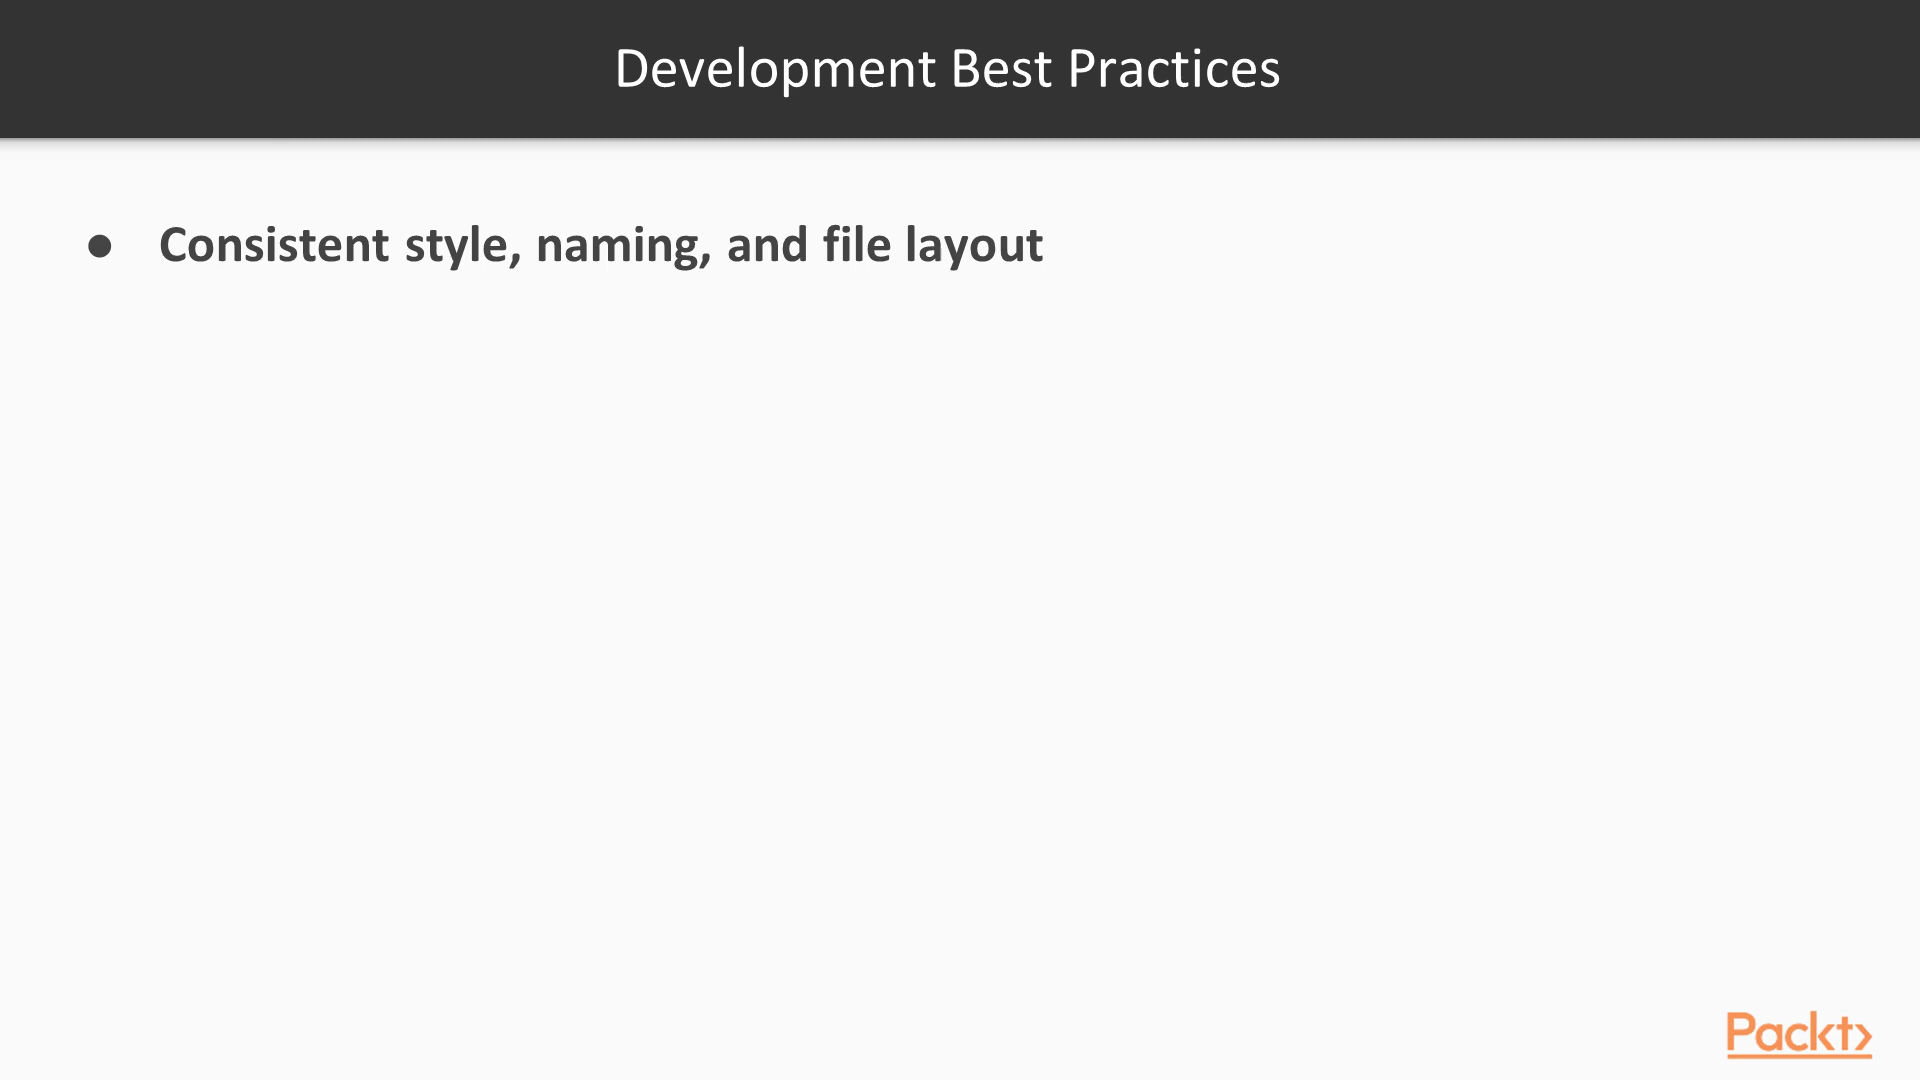 Development Best Practices
● Consistent style, naming, and file layout
Packt>